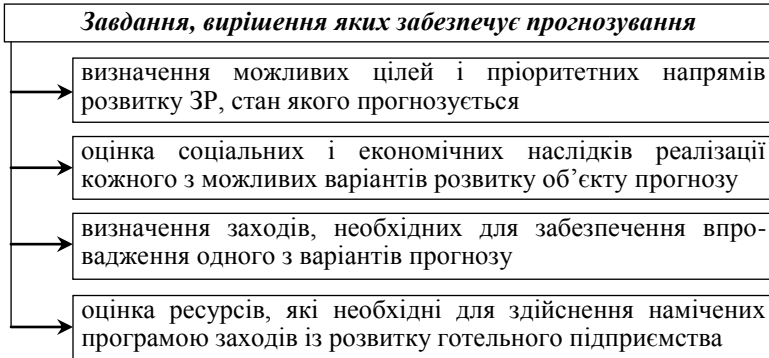 Завдання, вирішення яких забезпечує прогнозування
визначення можливих цілей і пріоритетних напрямів
розвитку ЗР, стан якого прогнозується
оцінка соціальних і економічних наслідків реалізації
кожного з можливих варіантів розвитку об’єкту прогнозу
визначення заходів, необхідних для забезпечення впро-
вадження одного з варіантів прогнозу
оцінка ресурсів, які необхідні для здійснення намічених
програмою заходів із розвитку готельного підприємства